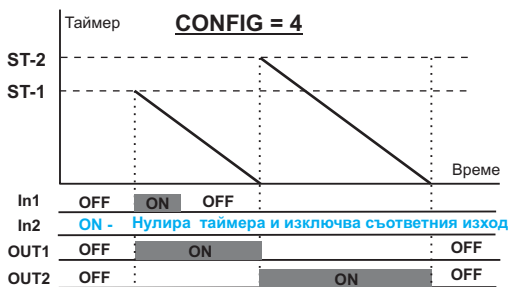 Таймер
CONFIG = 4
ST-2
ST-1
Време
In1 OFF ON OFF
In2 ON - Нулира таймера и изключва съответния изход
OUT1 OFF ON OFF
OUT2 OFF ON OFF